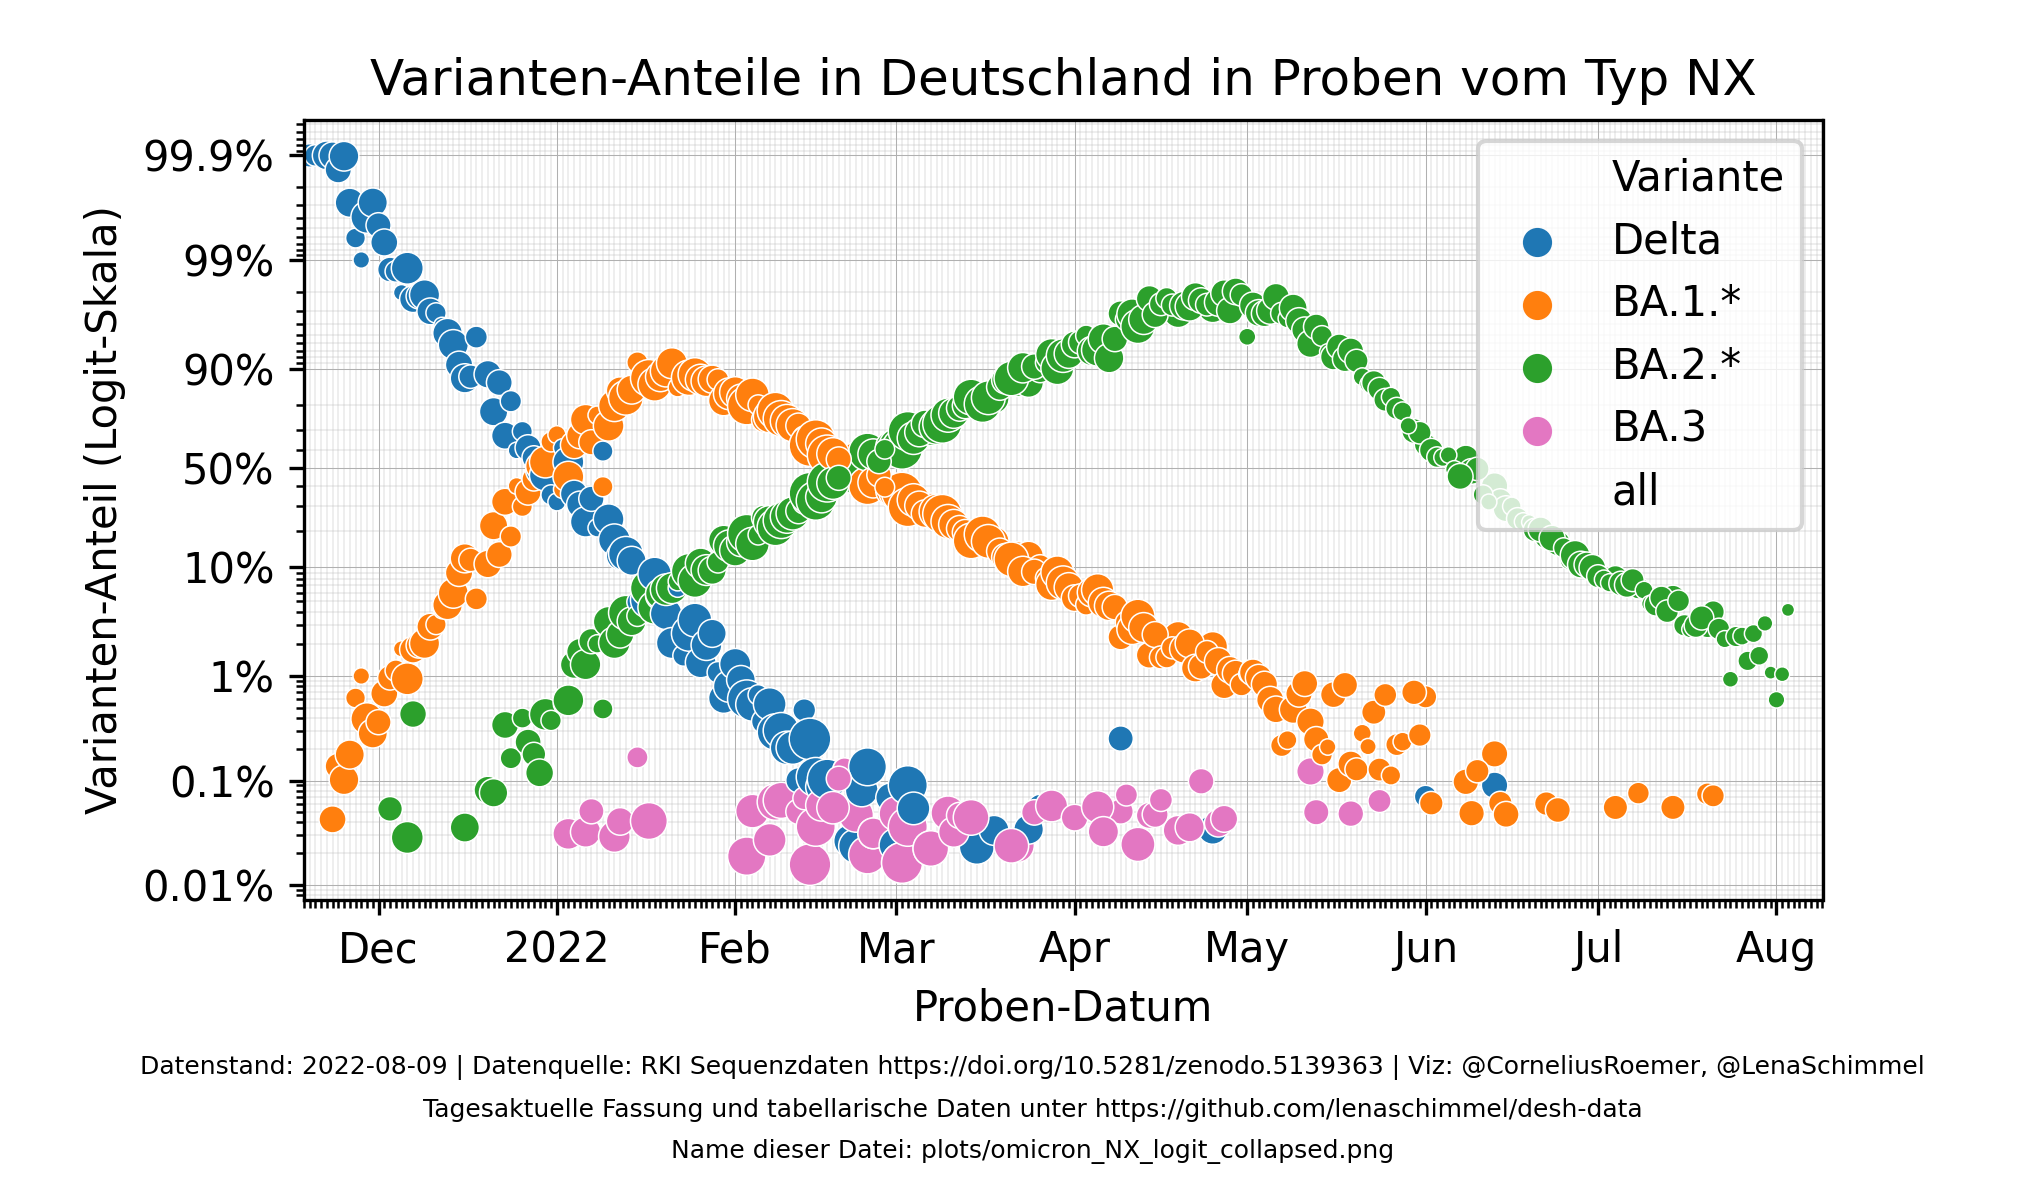 Varianten-Anteile in Deutschland in Proben vom Typ NX
Varianten-Anteil (Logit-Skala)
99.9%
99%
90%
50%
10%
1%
0.1%
0.01%
Variante
Delta
BA.1.*
BA.2.*
BA.3
all
Dec 2022 Feb Mar Apr May Jun Jul Aug
Proben-Datum
Datenstand: 2022-08-09 | Datenquelle: RKI Sequenzdaten https://doi.org/10.5281/zenodo.5139363 | Viz: @CorneliusRoemer, @LenaSchimmel
Tagesaktuelle Fassung und tabellarische Daten unter https://github.com/lenaschimmel/desh-data
Name dieser Datei: plots/omicron_NX_logit_collapsed.png